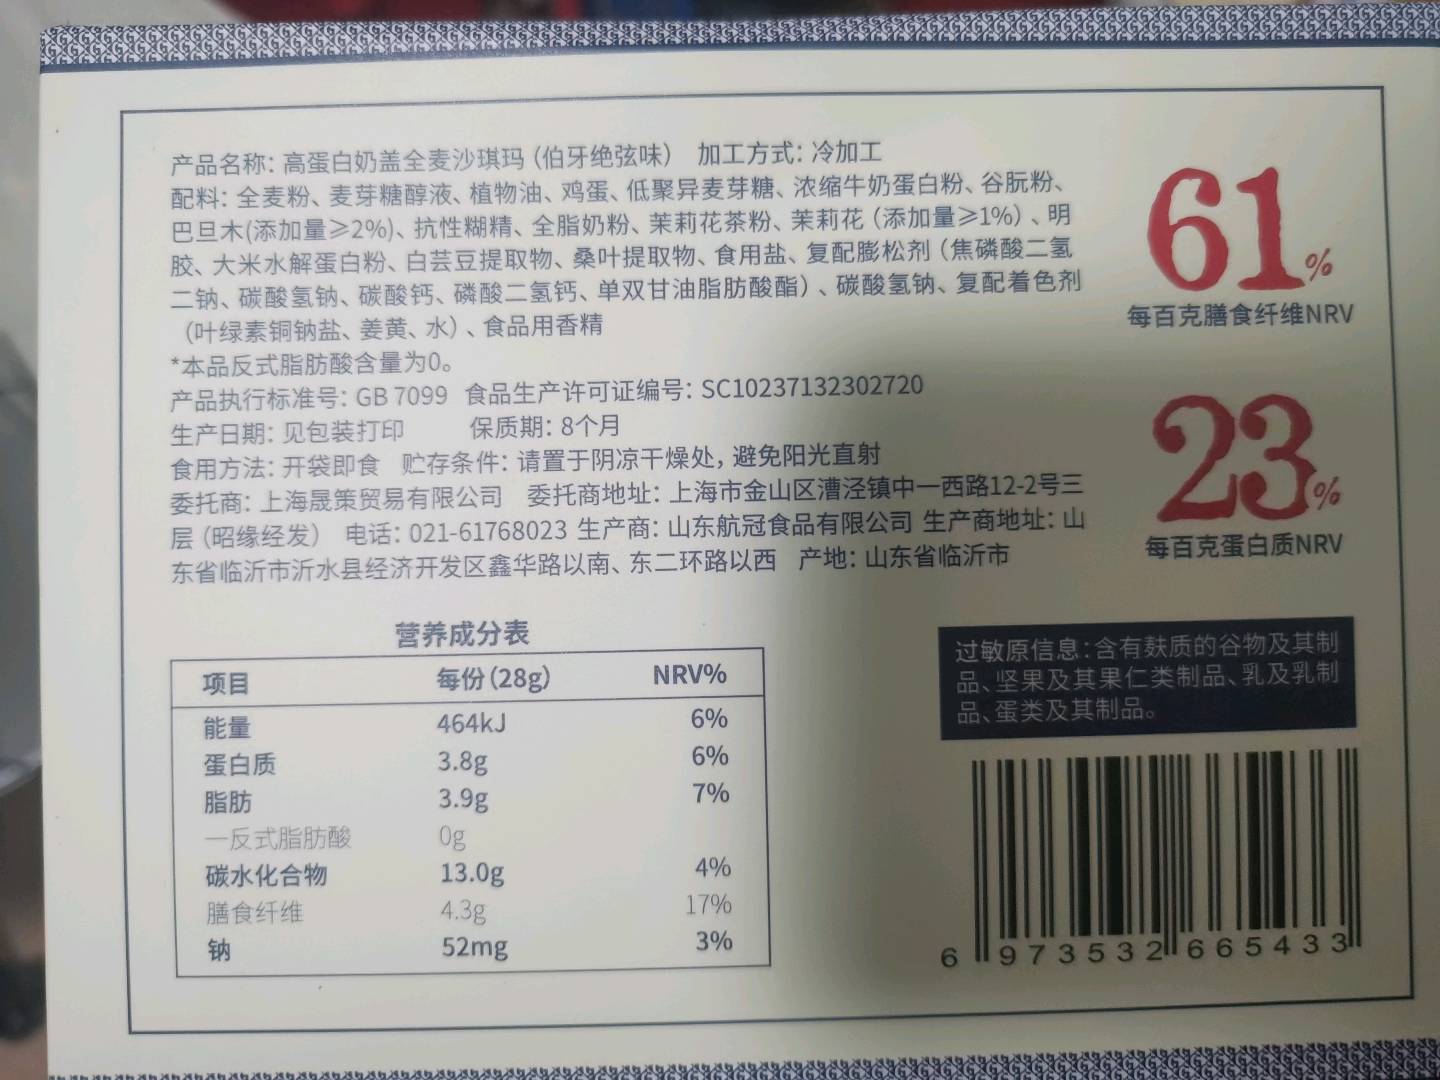 产品名称：高蛋白奶盖全麦沙琪玛（伯牙绝弦味） 加工方式：冷加工
配料：全麦粉、麦芽糖醇液、植物油、鸡蛋、低聚异麦芽糖、浓缩牛奶蛋白粉、谷朊粉、
巴旦木(添加量≥2%)、抗性糊精、全脂奶粉、茉莉花茶粉、茉莉花（添加量≥1%）、明
胶、大米水解蛋白粉、白芸豆提取物、桑叶提取物、食用盐、复配膨松剂（焦磷酸二氢
二钠、碳酸氢钠、碳酸钙、磷酸二氢钙、单双甘油脂肪酸酯）、碳酸氢钠、复配着色剂
（叶绿素铜钠盐、姜黄、水）、食品用香精
*本品反式脂肪酸含量为0。
产品执行标准号：GB 7099 食品生产许可证编号：SC10237132302720
生产日期：见包装打印 保质期：8个月
食用方法：开袋即食 贮存条件：请置于阴凉干燥处，避免阳光直射
委托商：上海晟策贸易有限公司 委托商地址：上海市金山区漕泾镇中一西路12-2号三
层（昭缘经发） 电话：021-61768023 生产商：山东航冠食品有限公司 生产商地址：山
东省临沂市沂水县经济开发区鑫华路以南、东二环路以西 产地：山东省临沂市
61%
每百克膳食纤维NRV
23%
每百克蛋白质NRV
营养成分表
项目 每份（28g） NRV%
能量 464kJ 6%
蛋白质 3.8g 6%
脂肪 3.9g 7%
—反式脂肪酸 0g
碳水化合物 13.0g 4%
膳食纤维 4.3g 17%
钠 52mg 3%
过敏原信息：含有麸质的谷物及其制
品、坚果及其果仁类制品、乳及乳制
品、蛋类及其制品。
6 973532 665433